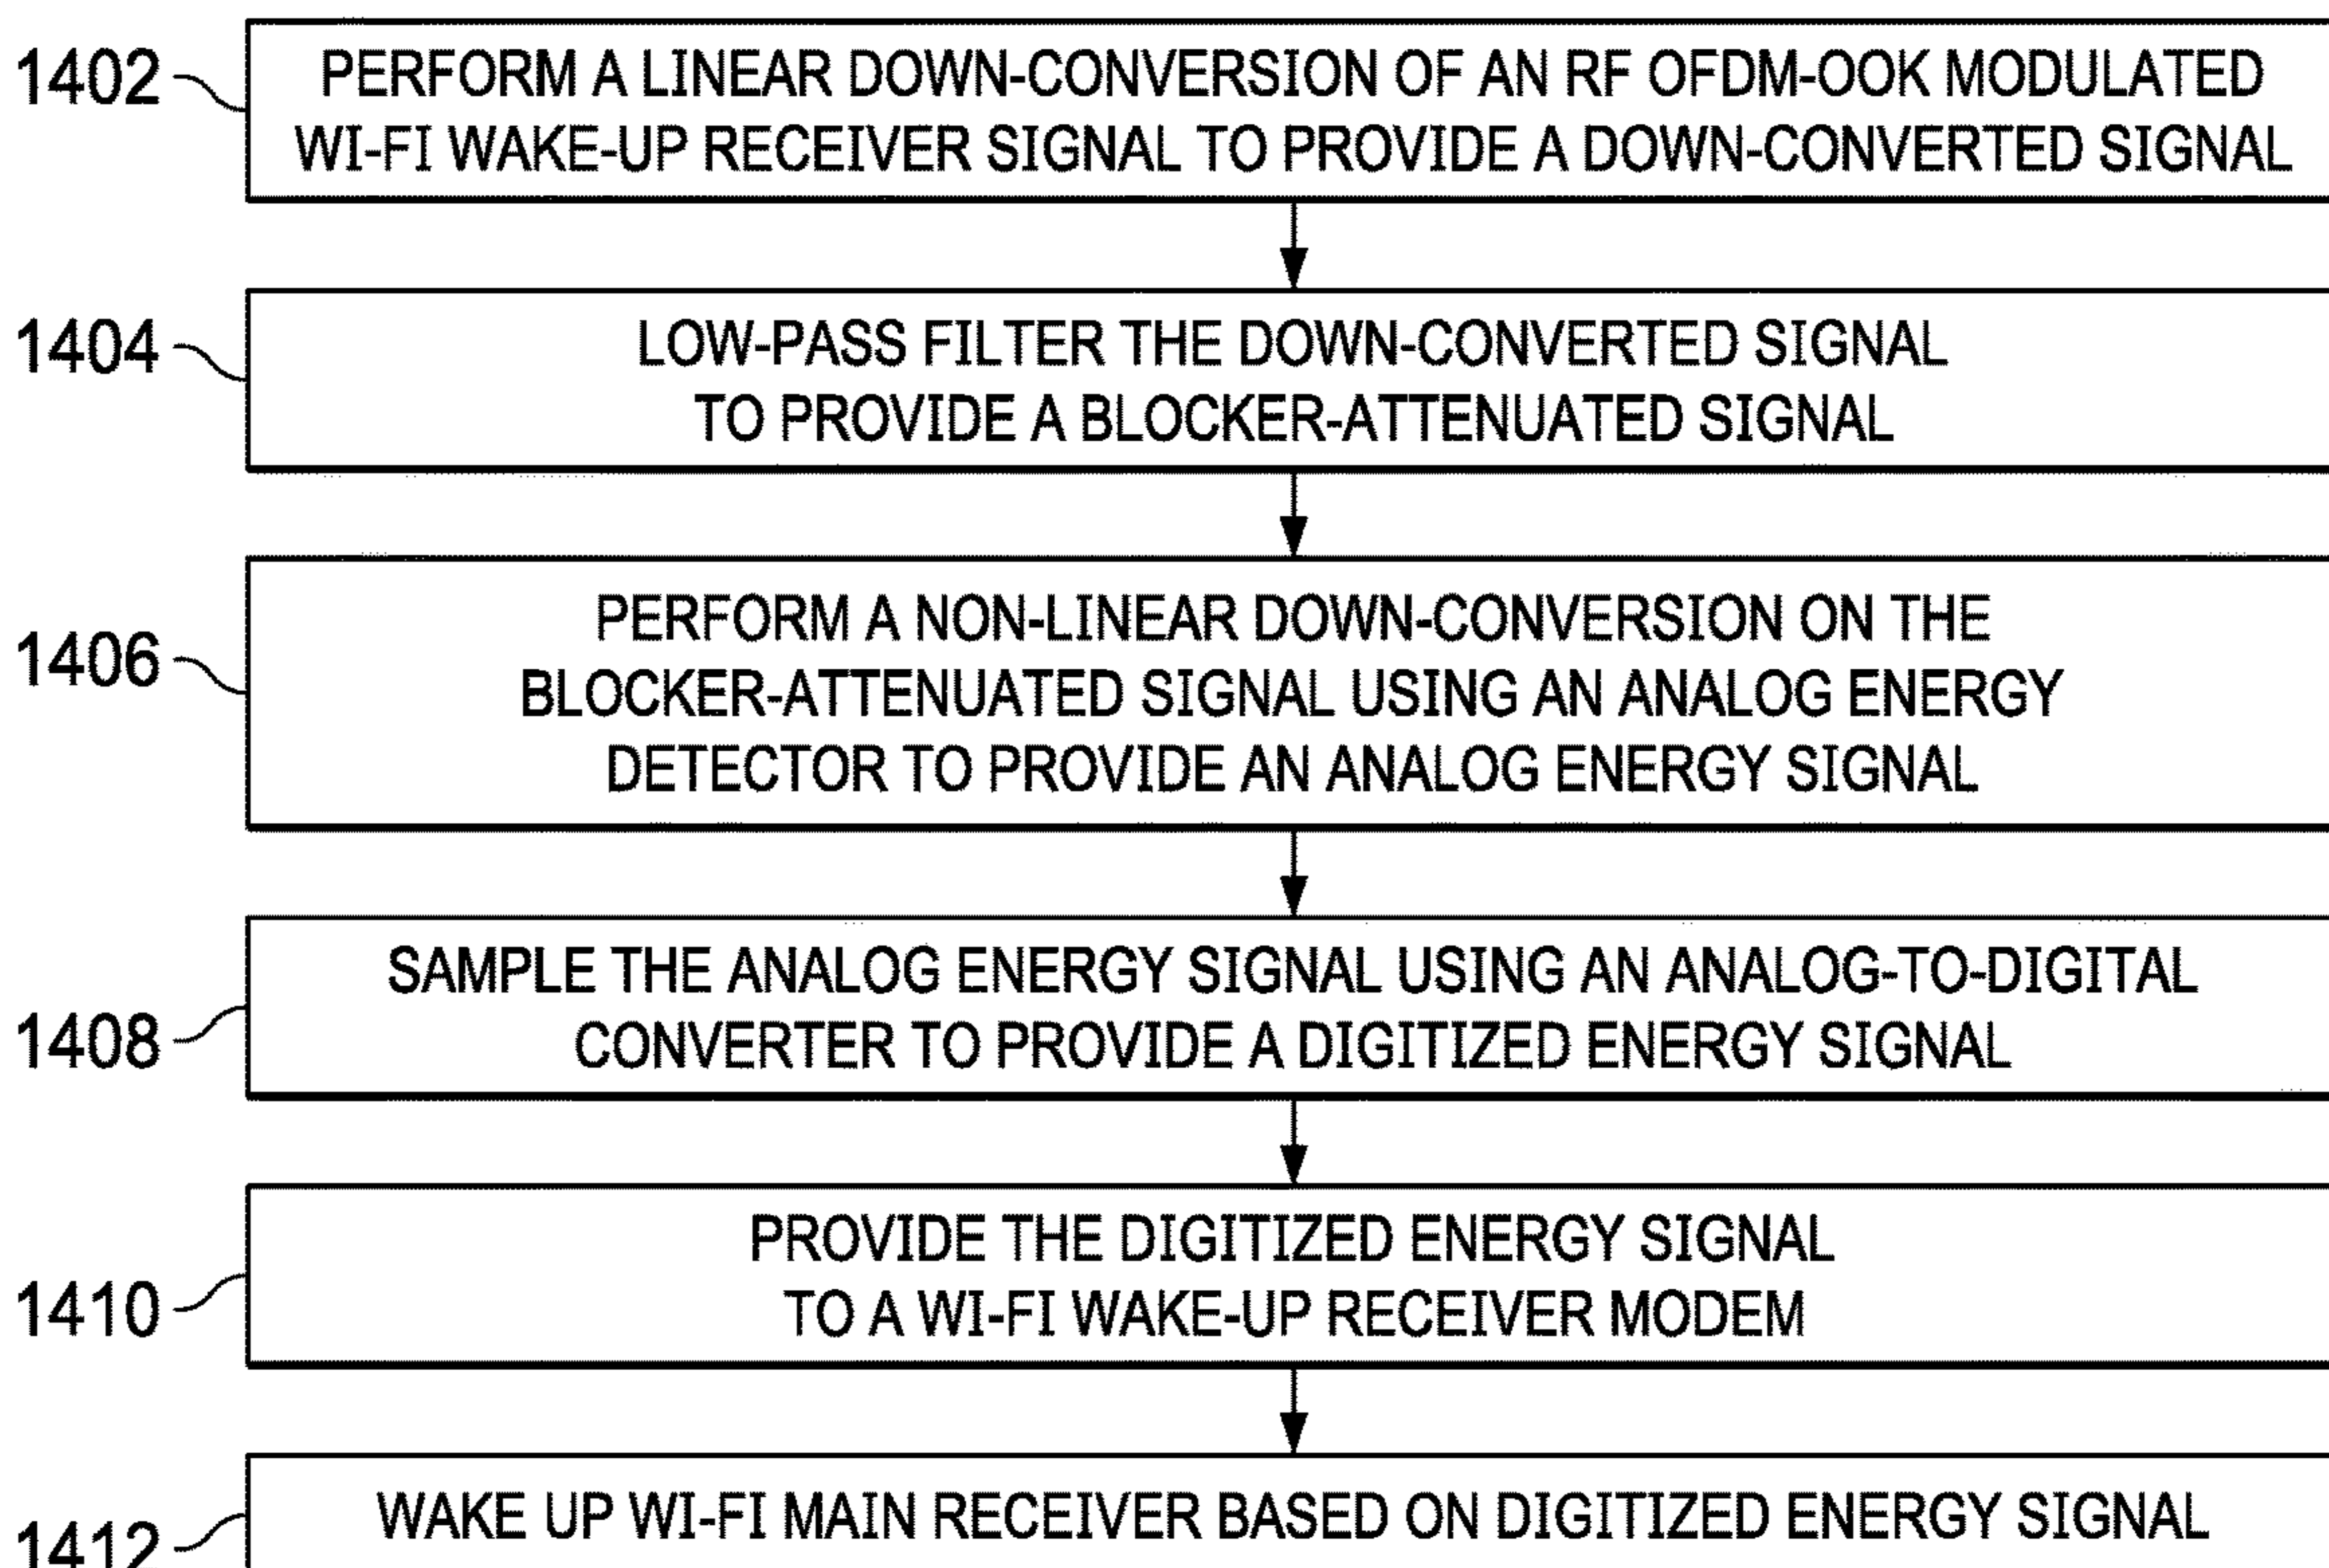 1402
PERFORM A LINEAR DOWN-CONVERSION OF AN RF OFDM-OOK MODULATED
WI-FI WAKE-UP RECEIVER SIGNAL TO PROVIDE A DOWN-CONVERTED SIGNAL
1404
LOW-PASS FILTER THE DOWN-CONVERTED SIGNAL
TO PROVIDE A BLOCKER-ATTENUATED SIGNAL
1406
PERFORM A NON-LINEAR DOWN-CONVERSION ON THE
BLOCKER-ATTENUATED SIGNAL USING AN ANALOG ENERGY
DETECTOR TO PROVIDE AN ANALOG ENERGY SIGNAL
1408
SAMPLE THE ANALOG ENERGY SIGNAL USING AN ANALOG-TO-DIGITAL
CONVERTER TO PROVIDE A DIGITIZED ENERGY SIGNAL
1410
PROVIDE THE DIGITIZED ENERGY SIGNAL
TO A WI-FI WAKE-UP RECEIVER MODEM
1412
WAKE UP WI-FI MAIN RECEIVER BASED ON DIGITIZED ENERGY SIGNAL